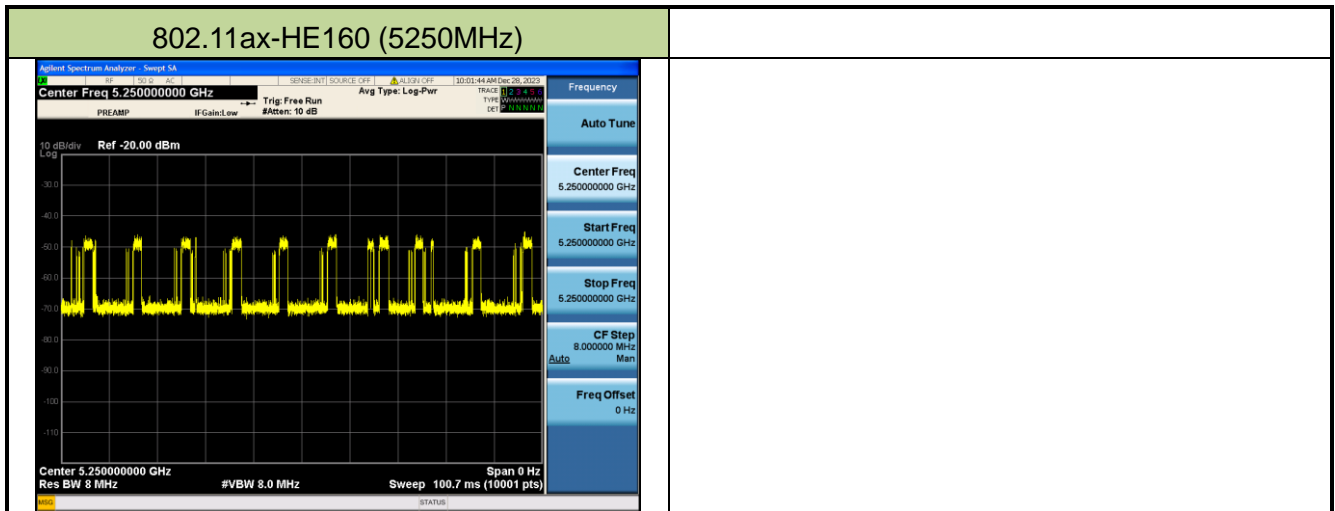 802.11ax-HE160 (5250MHz)
Agilent Spectrum Analyzer - Swept SA
RF 50 Ω AC SENSE:INT SOURCE OFF ALIGN OFF 10:01:44 AM Dec 28, 2023
Center Freq 5.250000000 GHz Avg Type: Log-Pwr TRACE 1 2 3 4 5 6
Trig: Free Run TYPE
PREAMP IFGain:Low #Atten: 10 dB DET P N N N N N
Frequency
Auto Tune
10 dB/div Ref -20.00 dBm
Log
-30.0
-40.0
-50.0
-60.0
-70.0
-80.0
-90.0
-100
-110
Center Freq
5.250000000 GHz
Start Freq
5.250000000 GHz
Stop Freq
5.250000000 GHz
CF Step
8.000000 MHz
Auto Man
Freq Offset
0 Hz
Center 5.250000000 GHz Span 0 Hz
Res BW 8 MHz #VBW 8.0 MHz Sweep 100.7 ms (10001 pts)
MSG STATUS